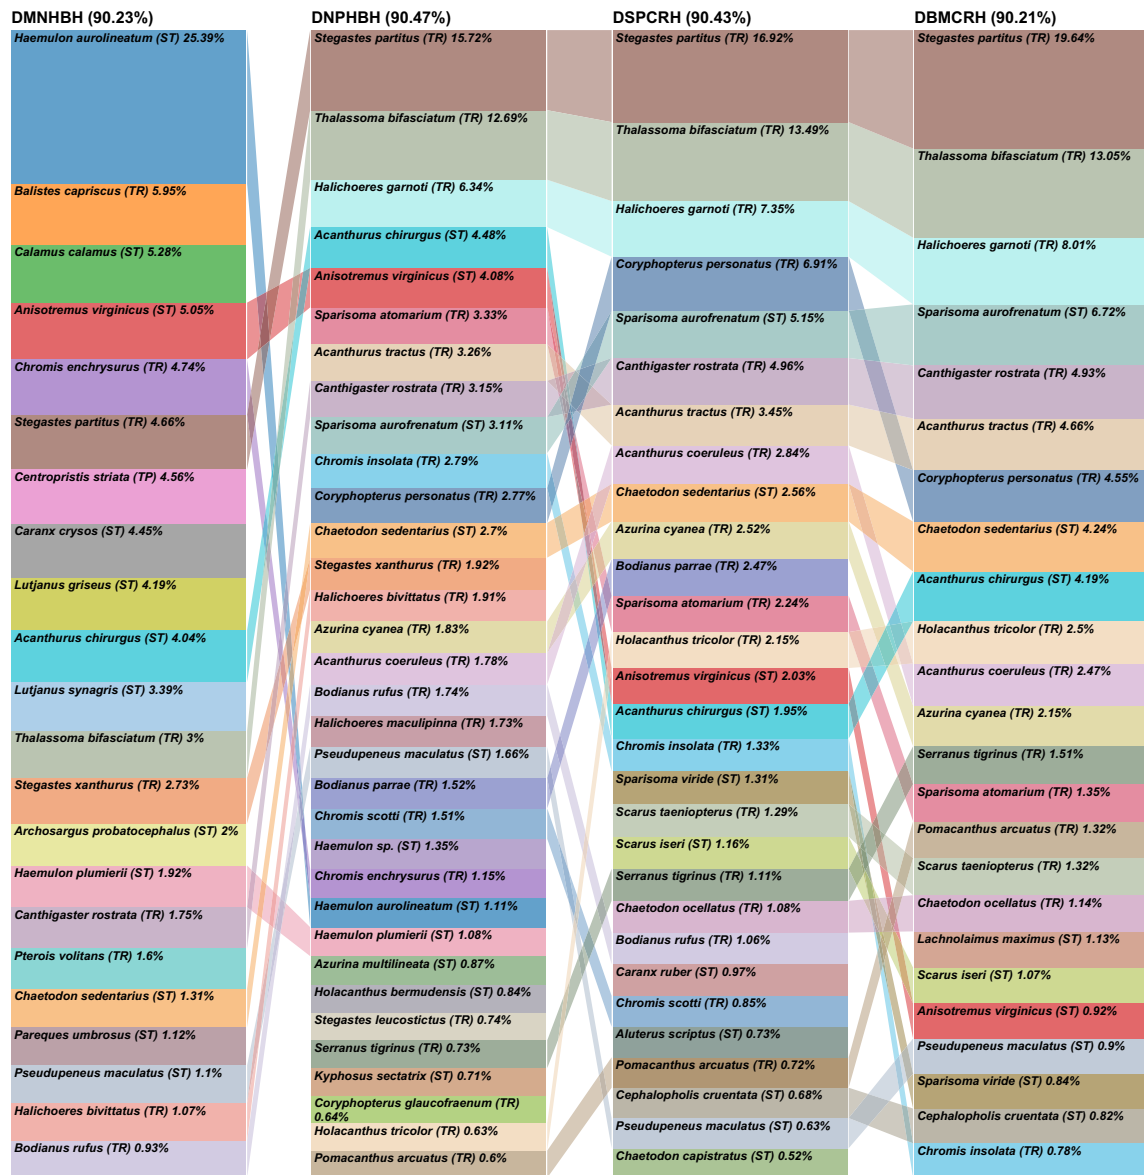 DMNHBH (90.23%)
Haemulon aurolineatum (ST) 25.39%
Balistes capriscus (TR) 5.95%
Calamus calamus (ST) 5.28%
Anisotremus virginicus (ST) 5.05%
Chromis enchrysurus (TR) 4.74%
Stegastes partitus (TR) 4.66%
Centropristis striata (TP) 4.56%
Caranx crysos (ST) 4.45%
Lutjanus griseus (ST) 4.19%
Acanthurus chirurgus (ST) 4.04%
Lutjanus synagris (ST) 3.39%
Thalassoma bifasciatum (TR) 3%
Stegastes xanthurus (TR) 2.73%
Archosargus probatocephalus (ST) 2%
Haemulon plumierii (ST) 1.92%
Canthigaster rostrata (TR) 1.75%
Pterois volitans (TR) 1.6%
Chaetodon sedentarius (ST) 1.31%
Pareques umbrosus (ST) 1.12%
Pseudupeneus maculatus (ST) 1.1%
Halichoeres bivittatus (TR) 1.07%
Bodianus rufus (TR) 0.93%
DNPHBH (90.47%)
Stegastes partitus (TR) 15.72%
Thalassoma bifasciatum (TR) 12.69%
Halichoeres garnoti (TR) 6.34%
Acanthurus chirurgus (ST) 4.48%
Anisotremus virginicus (ST) 4.08%
Sparisoma atomarium (TR) 3.33%
Acanthurus tractus (TR) 3.26%
Canthigaster rostrata (TR) 3.15%
Sparisoma aurofrenatum (ST) 3.11%
Chromis insolata (TR) 2.79%
Coryphopterus personatus (TR) 2.77%
Chaetodon sedentarius (ST) 2.7%
Stegastes xanthurus (TR) 1.92%
Halichoeres bivittatus (TR) 1.91%
Azurina cyanea (TR) 1.83%
Acanthurus coeruleus (TR) 1.78%
Bodianus rufus (TR) 1.74%
Halichoeres maculipinna (TR) 1.73%
Pseudupeneus maculatus (ST) 1.66%
Bodianus parrae (TR) 1.52%
Chromis scotti (TR) 1.51%
Haemulon sp. (ST) 1.35%
Chromis enchrysurus (TR) 1.15%
Haemulon aurolineatum (ST) 1.11%
Haemulon plumierii (ST) 1.08%
Azurina multilineata (ST) 0.87%
Holacanthus bermudensis (ST) 0.84%
Stegastes leucostictus (TR) 0.74%
Serranus tigrinus (TR) 0.73%
Kyphosus sectatrix (ST) 0.71%
Coryphopterus glaucofraenum (TR)
0.64%
Holacanthus tricolor (TR) 0.63%
Pomacanthus arcuatus (TR) 0.6%
DSPCRH (90.43%)
Stegastes partitus (TR) 16.92%
Thalassoma bifasciatum (TR) 13.49%
Halichoeres garnoti (TR) 7.35%
Coryphopterus personatus (TR) 6.91%
Sparisoma aurofrenatum (ST) 5.15%
Canthigaster rostrata (TR) 4.96%
Acanthurus tractus (TR) 3.45%
Acanthurus coeruleus (TR) 2.84%
Chaetodon sedentarius (ST) 2.56%
Azurina cyanea (TR) 2.52%
Bodianus parrae (TR) 2.47%
Sparisoma atomarium (TR) 2.24%
Holacanthus tricolor (TR) 2.15%
Anisotremus virginicus (ST) 2.03%
Acanthurus chirurgus (ST) 1.95%
Chromis insolata (TR) 1.33%
Sparisoma viride (ST) 1.31%
Scarus taeniopterus (TR) 1.29%
Scarus iseri (ST) 1.16%
Serranus tigrinus (TR) 1.11%
Chaetodon ocellatus (TR) 1.08%
Bodianus rufus (TR) 1.06%
Caranx ruber (ST) 0.97%
Chromis scotti (TR) 0.85%
Aluterus scriptus (ST) 0.73%
Pomacanthus arcuatus (TR) 0.72%
Cephalopholis cruentata (ST) 0.68%
Pseudupeneus maculatus (ST) 0.63%
Chaetodon capistratus (ST) 0.52%
DBMCRH (90.21%)
Stegastes partitus (TR) 19.64%
Thalassoma bifasciatum (TR) 13.05%
Halichoeres garnoti (TR) 8.01%
Sparisoma aurofrenatum (ST) 6.72%
Canthigaster rostrata (TR) 4.93%
Acanthurus tractus (TR) 4.66%
Coryphopterus personatus (TR) 4.55%
Chaetodon sedentarius (ST) 4.24%
Acanthurus chirurgus (ST) 4.19%
Holacanthus tricolor (TR) 2.5%
Acanthurus coeruleus (TR) 2.47%
Azurina cyanea (TR) 2.15%
Serranus tigrinus (TR) 1.51%
Sparisoma atomarium (TR) 1.35%
Pomacanthus arcuatus (TR) 1.32%
Scarus taeniopterus (TR) 1.32%
Chaetodon ocellatus (TR) 1.14%
Lachnolaimus maximus (ST) 1.13%
Scarus iseri (ST) 1.07%
Anisotremus virginicus (ST) 0.92%
Pseudupeneus maculatus (ST) 0.9%
Sparisoma viride (ST) 0.84%
Cephalopholis cruentata (ST) 0.82%
Chromis insolata (TR) 0.78%